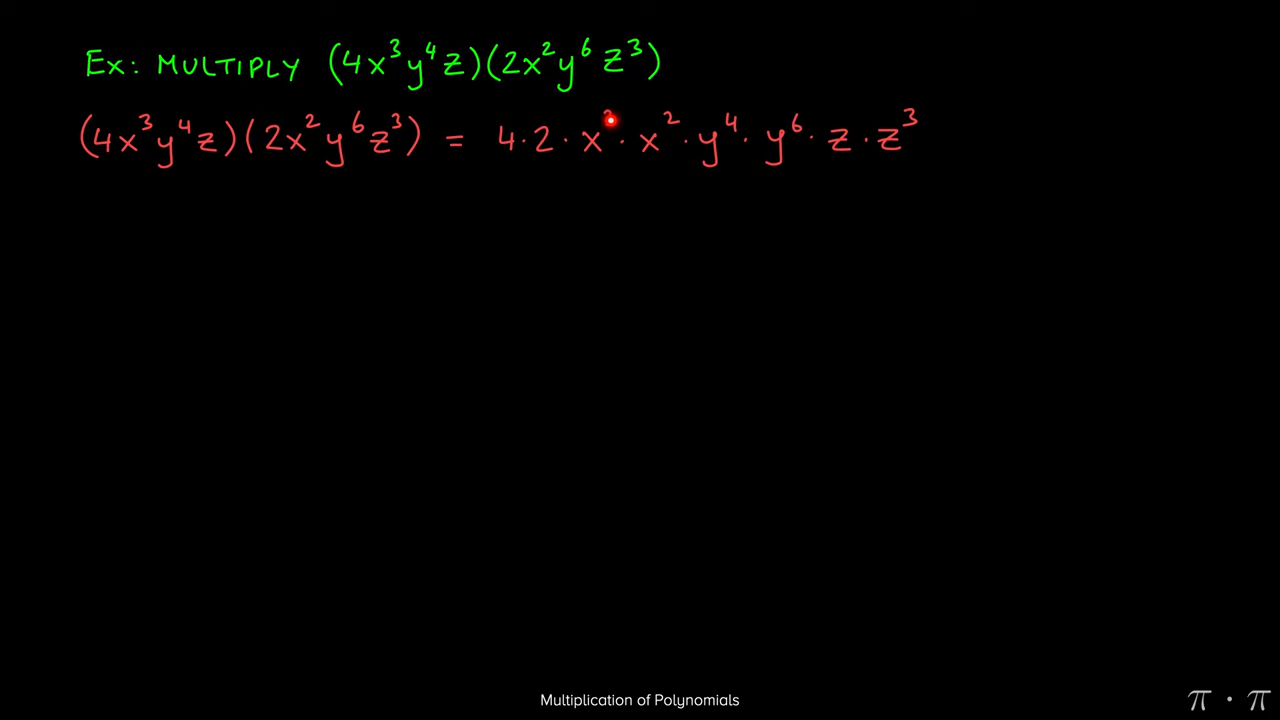 Ex: MULTIPLY (4x³y⁴z)(2x²y⁶z³)
(4x³y⁴z)(2x²y⁶z³) = 4·2·x³·x²·y⁴·y⁶·z·z³
Multiplication of Polynomials
π · π